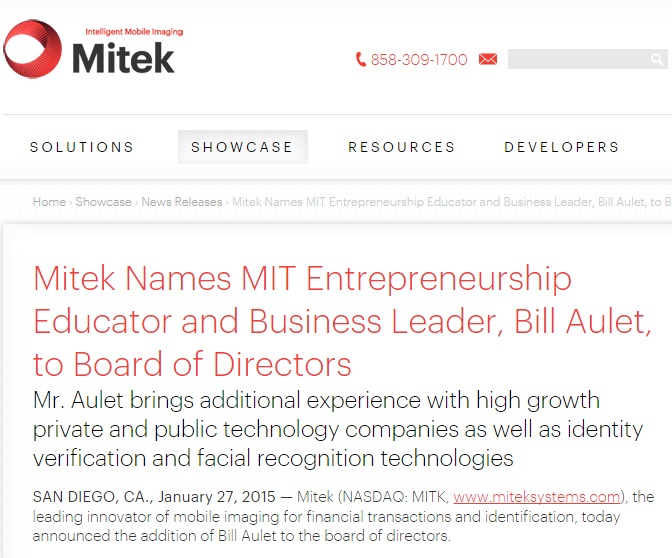 Intelligent Mobile Imaging
Mitek
858-309-1700
SOLUTIONS
SHOWCASE
RESOURCES
DEVELOPERS
Home › Showcase › News Releases › Mitek Names MIT Entrepreneurship Educator and Business Leader, Bill Aulet, to B
Mitek Names MIT Entrepreneurship
Educator and Business Leader, Bill Aulet,
to Board of Directors
Mr. Aulet brings additional experience with high growth
private and public technology companies as well as identity
verification and facial recognition technologies
SAN DIEGO, CA., January 27, 2015 — Mitek (NASDAQ: MITK, www.miteksystems.com), the
leading innovator of mobile imaging for financial transactions and identification, today
announced the addition of Bill Aulet to the board of directors.